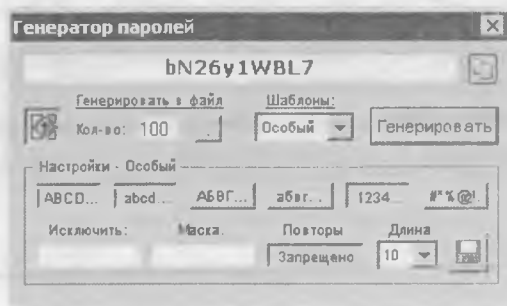 Генератор паролей
bN26y1WBL7
Генерировать в файл Шаблоны:
Кол-во: 100 ... Особый Генерировать
Настройки - Особый
ABCD... abcd... АБВГ... абвг... 1234... #*%@!.
Исключить: Маска. Повторы Длина
Запрещено 10